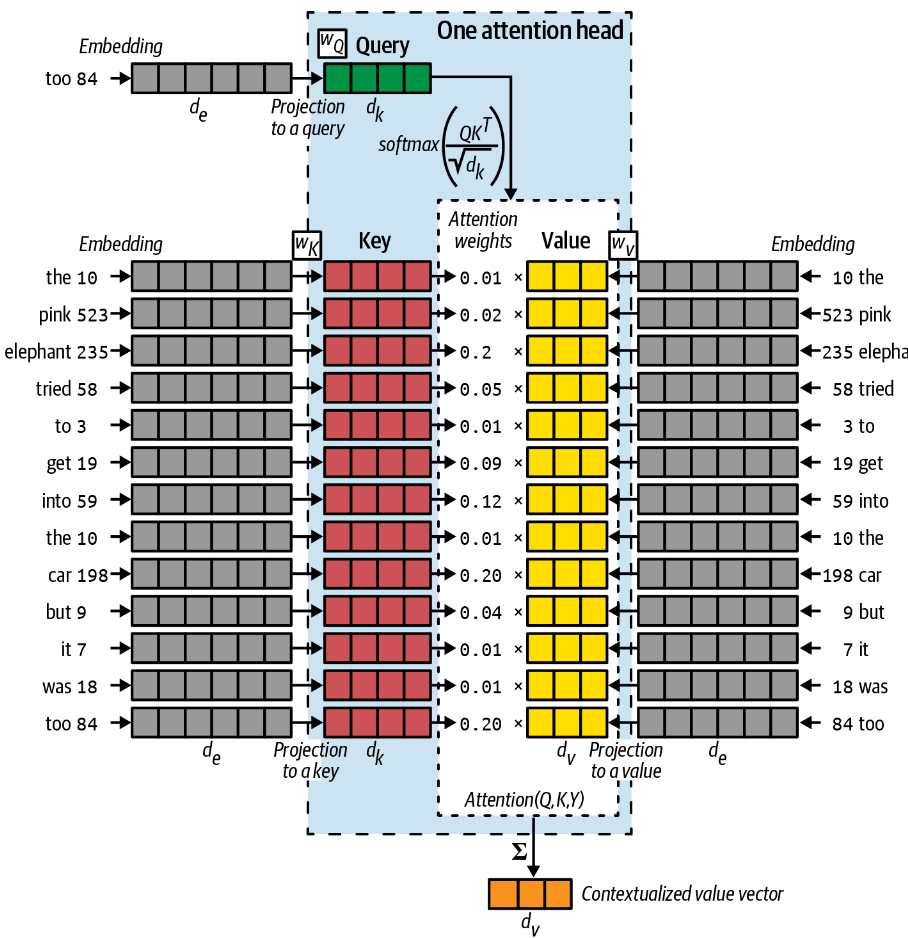 One attention head
Embedding
W_Q Query
too 84
d_e
Projection
to a query
d_k
softmax(QK^T/√d_k)
Attention
weights
Embedding
W_K
Key
Value
W_V
Embedding
the 10 0.01 × 10 the
pink 523 0.02 × 523 pink
elephant 235 0.2 × 235 elepha
tried 58 0.05 × 58 tried
to 3 0.01 × 3 to
get 19 0.09 × 19 get
into 59 0.12 × 59 into
the 10 0.01 × 10 the
car 198 0.20 × 198 car
but 9 0.04 × 9 but
it 7 0.01 × 7 it
was 18 0.01 × 18 was
too 84 0.20 × 84 too
d_e
Projection
to a key
d_k
d_v
Projection
to a value
d_e
Attention(Q,K,Y)
Σ
Contextualized value vector
d_v